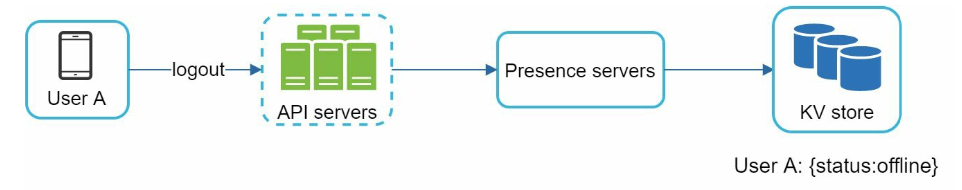 User A
logout
API servers
Presence servers
KV store
User A: {status:offline}